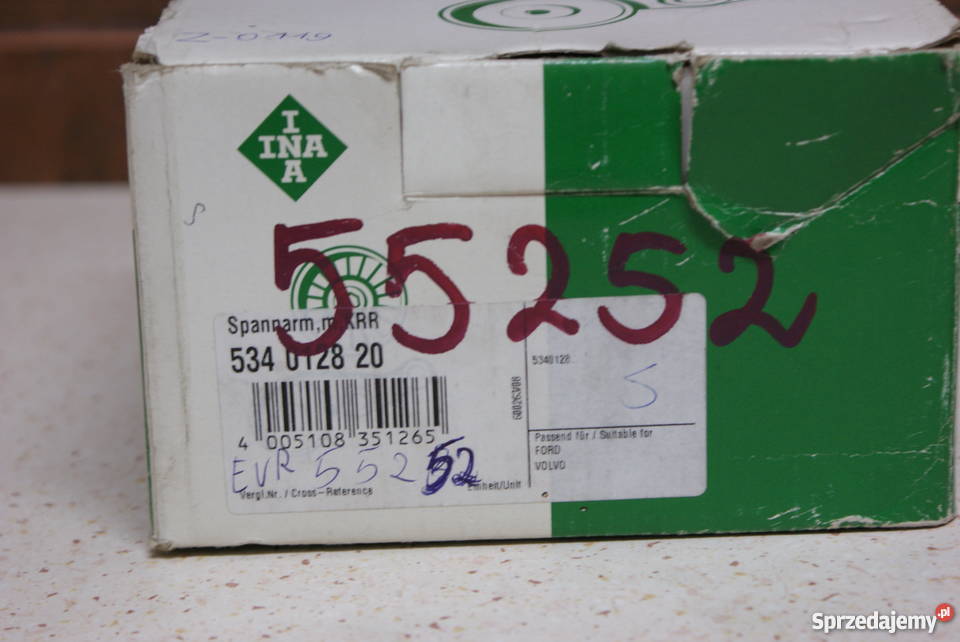 Z-0219
I
INA
A
55252
Spannarm,m,KRR
534 0128 20
5340128
S
4 005108 351265
EVR 55252
Vergl.Nr. / Cross-Reference
Einheit/Unit
Passend für / Suitable for
FORD
VOLVO
Sprzedajemy.pl